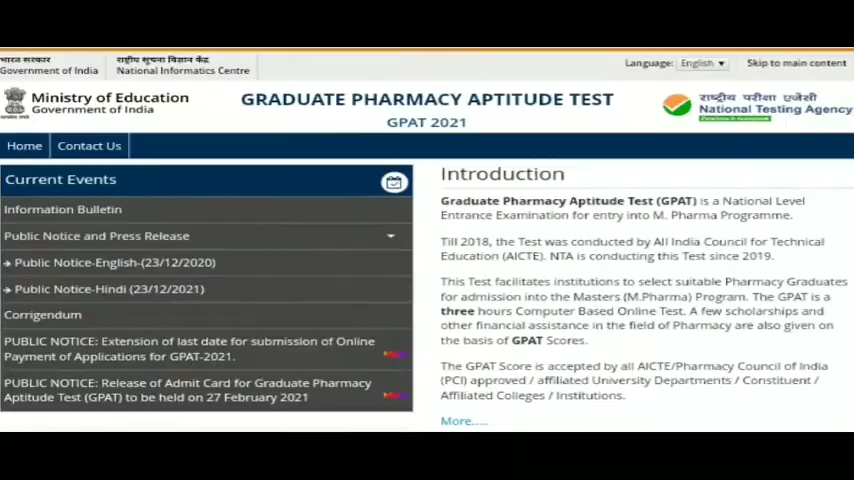 भारत सरकार
Government of India
राष्ट्रीय सूचना विज्ञान केंद्र
National Informatics Centre
Language: English ▼
Skip to main content
Ministry of Education
Government of India
GRADUATE PHARMACY APTITUDE TEST
GPAT 2021
राष्ट्रीय परीक्षा एजेंसी
National Testing Agency
Home
Contact Us
Current Events
Information Bulletin
Public Notice and Press Release
Public Notice-English-(23/12/2020)
Public Notice-Hindi (23/12/2021)
Corrigendum
PUBLIC NOTICE: Extension of last date for submission of Online
Payment of Applications for GPAT-2021.
PUBLIC NOTICE: Release of Admit Card for Graduate Pharmacy
Aptitude Test (GPAT) to be held on 27 February 2021
Introduction
Graduate Pharmacy Aptitude Test (GPAT) is a National Level
Entrance Examination for entry into M. Pharma Programme.
Till 2018, the Test was conducted by All India Council for Technical
Education (AICTE). NTA is conducting this Test since 2019.
This Test facilitates institutions to select suitable Pharmacy Graduates
for admission into the Masters (M.Pharma) Program. The GPAT is a
three hours Computer Based Online Test. A few scholarships and
other financial assistance in the field of Pharmacy are also given on
the basis of GPAT Scores.
The GPAT Score is accepted by all AICTE/Pharmacy Council of India
(PCI) approved / affiliated University Departments / Constituent /
Affiliated Colleges / Institutions.
More.....